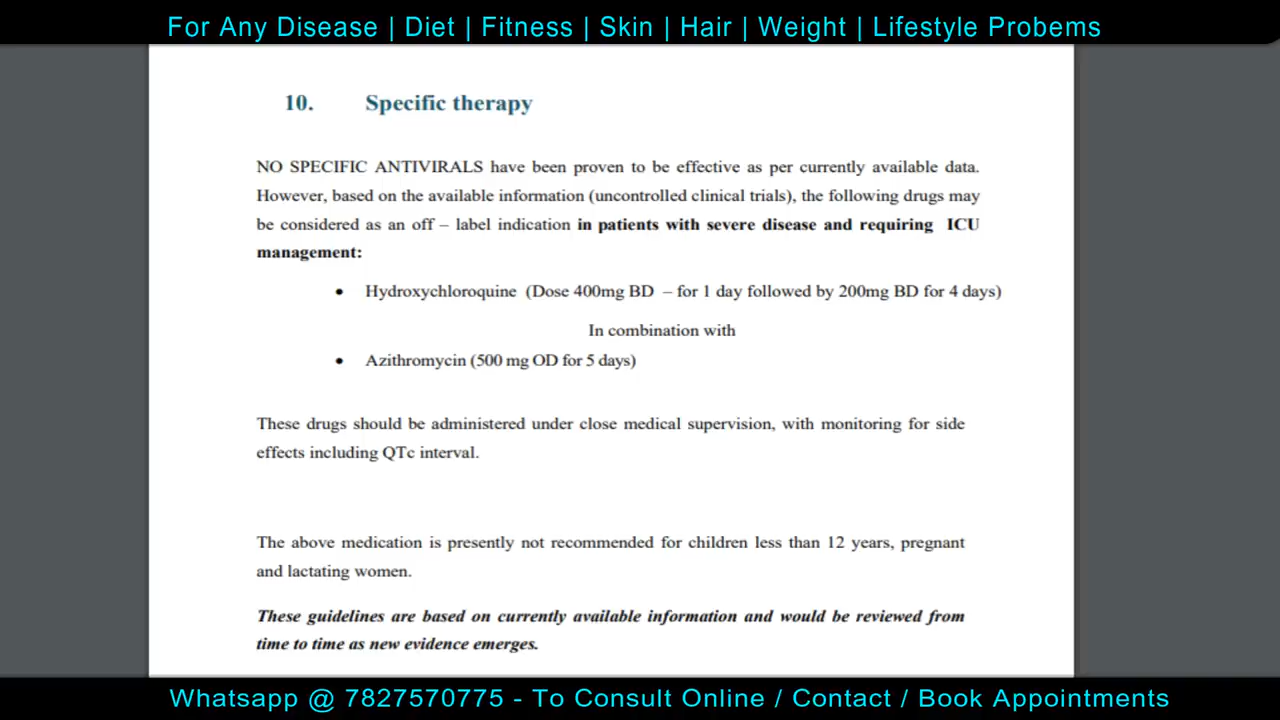 For Any Disease | Diet | Fitness | Skin | Hair | Weight | Lifestyle Probems
10. Specific therapy
NO SPECIFIC ANTIVIRALS have been proven to be effective as per currently available data.
However, based on the available information (uncontrolled clinical trials), the following drugs may
be considered as an off – label indication in patients with severe disease and requiring ICU
management:
• Hydroxychloroquine (Dose 400mg BD – for 1 day followed by 200mg BD for 4 days)
In combination with
• Azithromycin (500 mg OD for 5 days)
These drugs should be administered under close medical supervision, with monitoring for side
effects including QTc interval.
The above medication is presently not recommended for children less than 12 years, pregnant
and lactating women.
These guidelines are based on currently available information and would be reviewed from
time to time as new evidence emerges.
Whatsapp @ 7827570775 - To Consult Online / Contact / Book Appointments